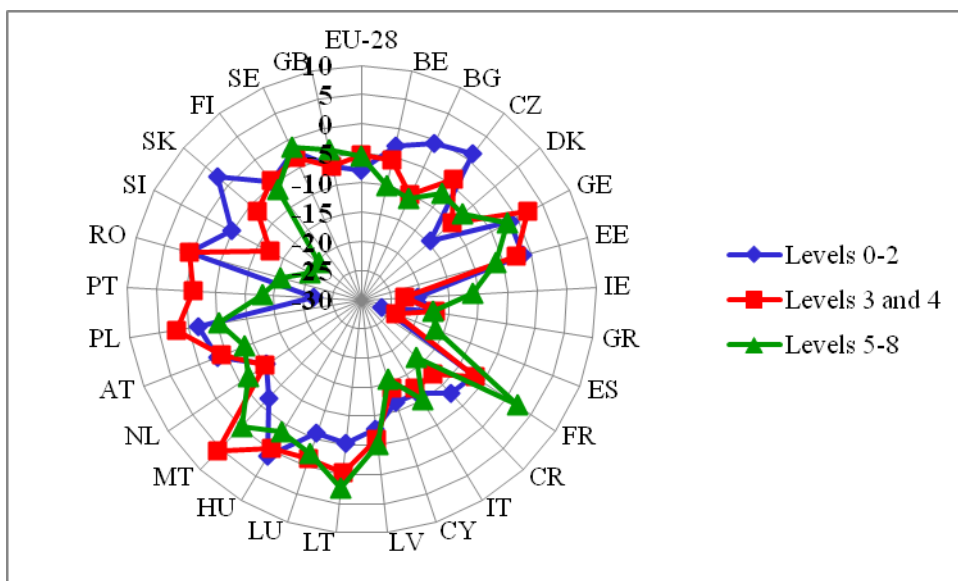 EU-28
BE
BG
CZ
DK
GE
EE
IE
GR
ES
FR
CR
IT
CY
LV
LT
LU
HU
MT
NL
AT
PL
PT
RO
SI
SK
FI
SE
GB
10
5
0
-5
-10
-15
-20
-25
-30
Levels 0-2
Levels 3 and 4
Levels 5-8